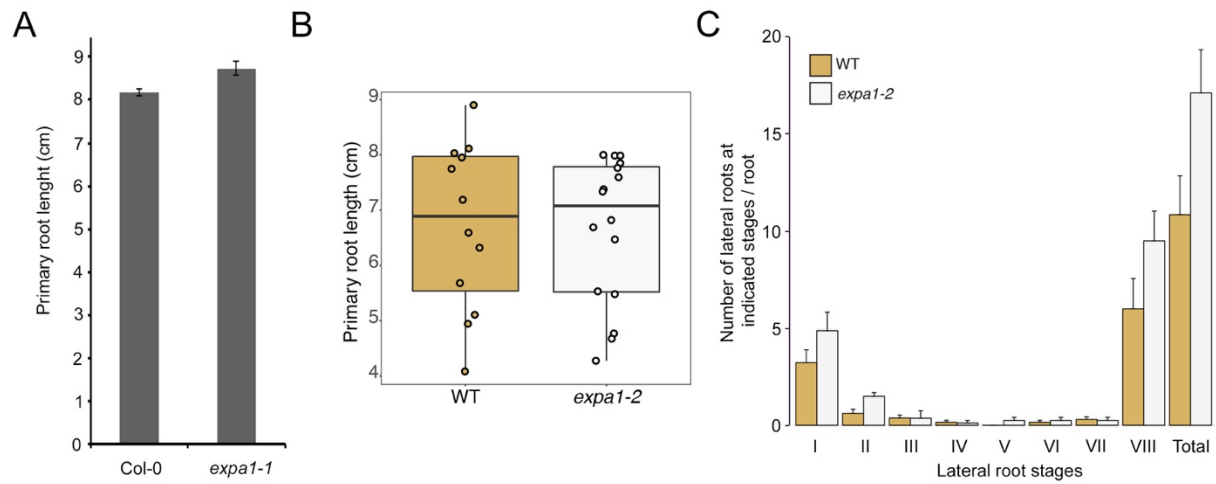 A
Primary root lenght (cm)
9
8
7
6
5
4
3
2
1
0
Col-0
expa1-1
B
Primary root length (cm)
9
8
7
6
5
4
WT
expa1-2
C
Number of lateral roots at
indicated stages / root
20
15
10
5
0
WT
expa1-2
I II III IV V VI VII VIII Total
Lateral root stages